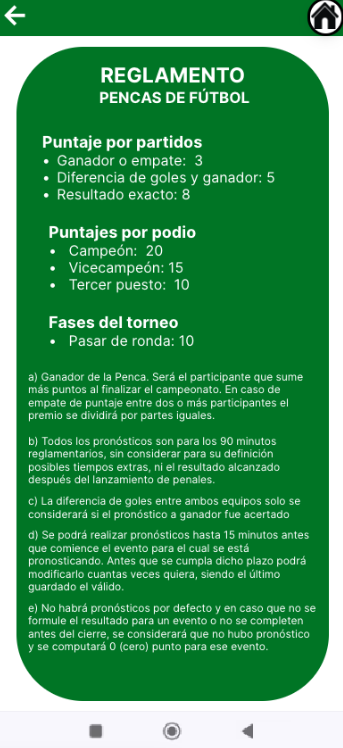 REGLAMENTO
PENCAS DE FÚTBOL
Puntaje por partidos
• Ganador o empate: 3
• Diferencia de goles y ganador: 5
• Resultado exacto: 8
Puntajes por podio
• Campeón: 20
• Vicecampeón: 15
• Tercer puesto: 10
Fases del torneo
• Pasar de ronda: 10
a) Ganador de la Penca. Será el participante que sume
más puntos al finalizar el campeonato. En caso de
empate de puntaje entre dos o más participantes el
premio se dividirá por partes iguales.
b) Todos los pronósticos son para los 90 minutos
reglamentarios, sin considerar para su definición
posibles tiempos extras, ni el resultado alcanzado
después del lanzamiento de penales.
c) La diferencia de goles entre ambos equipos solo se
considerará si el pronóstico a ganador fue acertado
d) Se podrá realizar pronósticos hasta 15 minutos antes
que comience el evento para el cual se está
pronosticando. Antes que se cumpla dicho plazo podrá
modificarlo cuantas veces quiera, siendo el último
guardado el válido.
e) No habrá pronósticos por defecto y en caso que no se
formule el resultado para un evento o no se completen
antes del cierre, se considerará que no hubo pronóstico
y se computará 0 (cero) punto para ese evento.